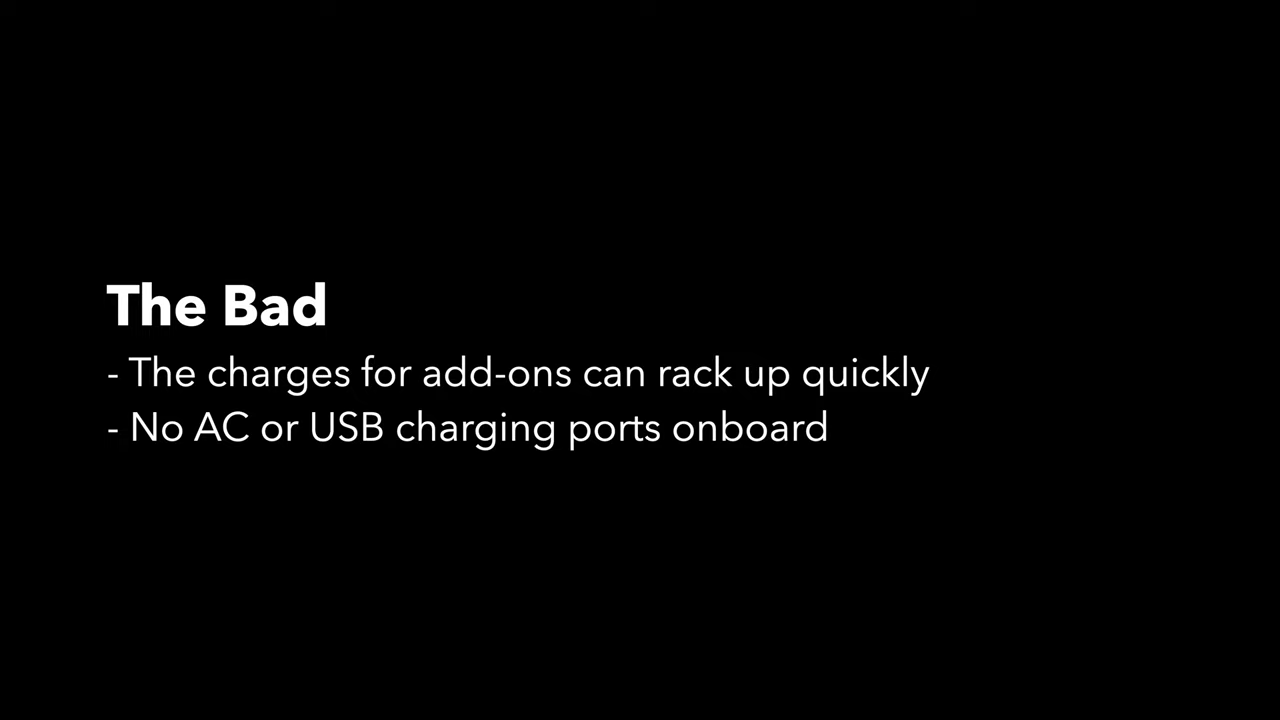 The Bad
- The charges for add-ons can rack up quickly
- No AC or USB charging ports onboard